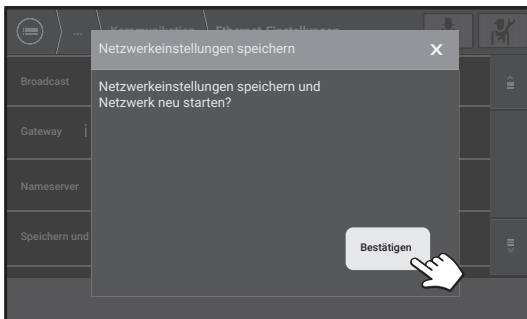 ... Kommunikation Ethernet-Einstellungen
Netzwerkeinstellungen speichern X
Broadcast
Netzwerkeinstellungen speichern und
Netzwerk neu starten?
Gateway i
Nameserver
Speichern und
Bestätigen